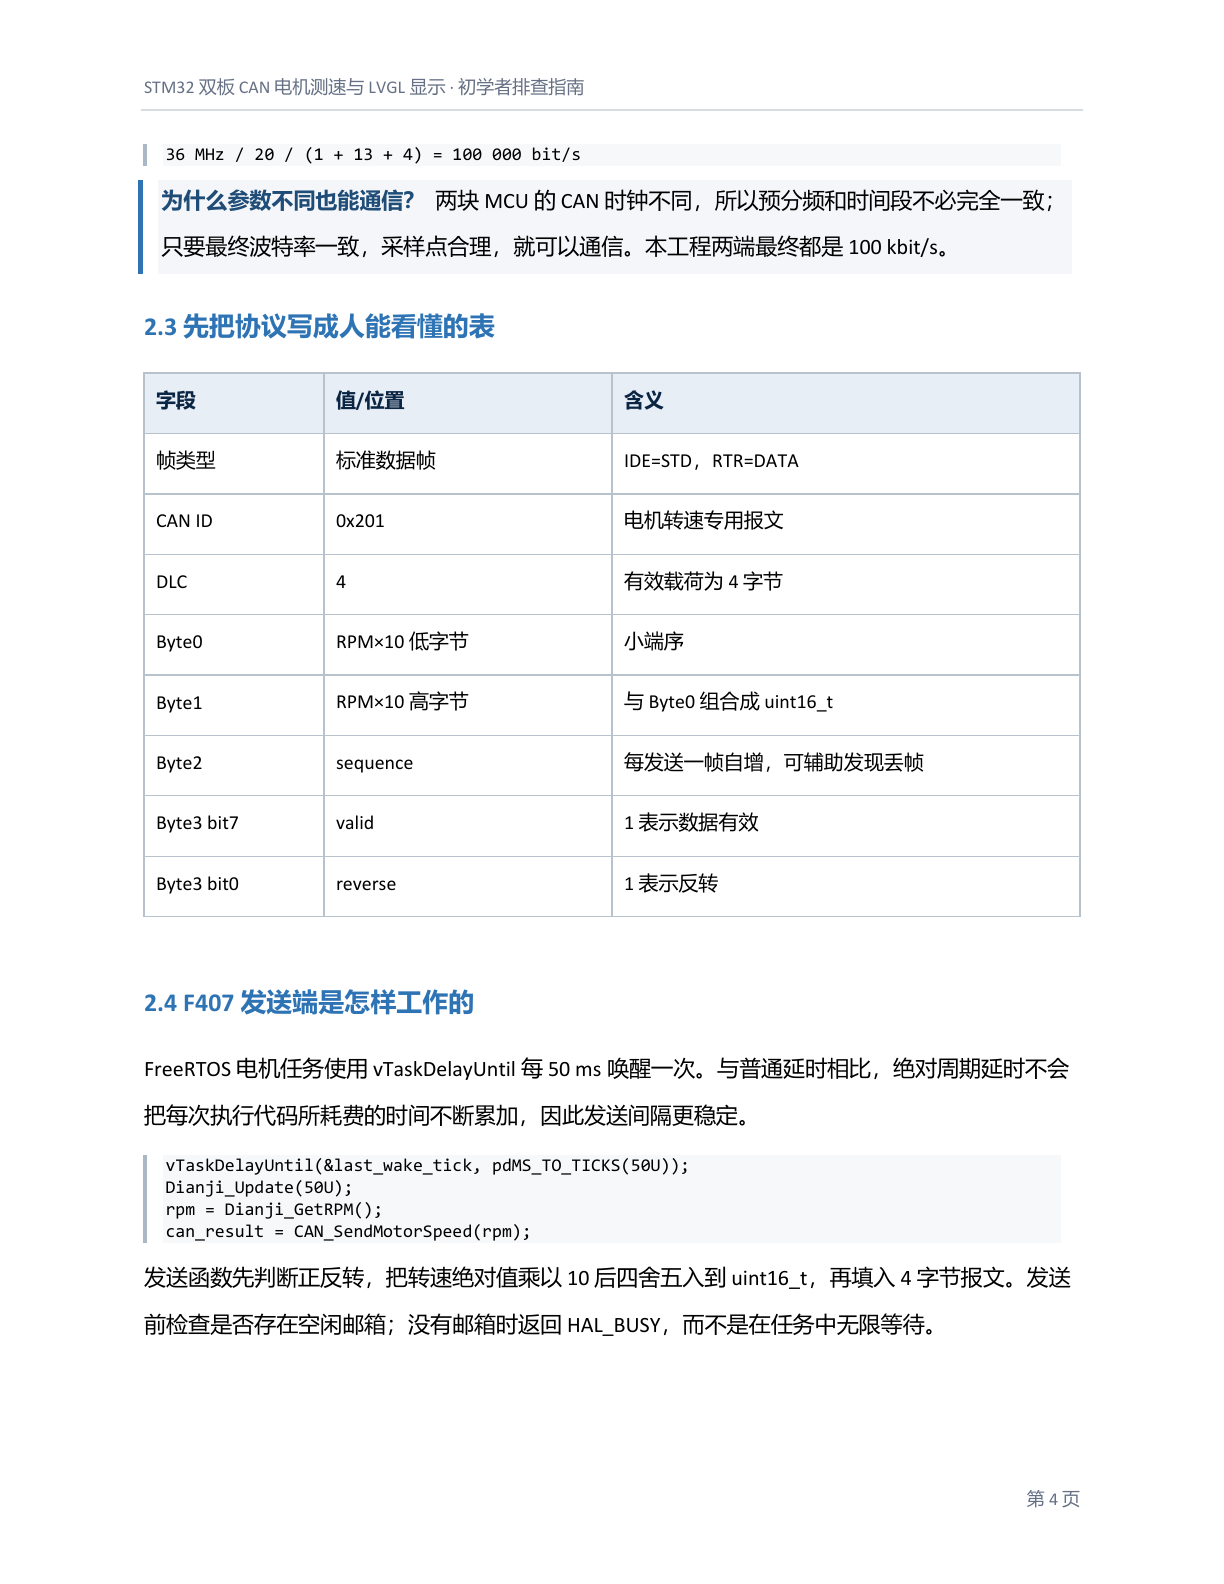 STM32 双板 CAN 电机测速与 LVGL 显示 · 初学者排查指南
36 MHz / 20 / (1 + 13 + 4) = 100 000 bit/s
为什么参数不同也能通信？ 两块 MCU 的 CAN 时钟不同，所以预分频和时间段不必完全一致；
只要最终波特率一致，采样点合理，就可以通信。本工程两端最终都是 100 kbit/s。
2.3 先把协议写成人能看懂的表
字段 值/位置 含义
帧类型 标准数据帧 IDE=STD，RTR=DATA
CAN ID 0x201 电机转速专用报文
DLC 4 有效载荷为 4 字节
Byte0 RPM×10 低字节 小端序
Byte1 RPM×10 高字节 与 Byte0 组合成 uint16_t
Byte2 sequence 每发送一帧自增，可辅助发现丢帧
Byte3 bit7 valid 1 表示数据有效
Byte3 bit0 reverse 1 表示反转
2.4 F407 发送端是怎样工作的
FreeRTOS 电机任务使用 vTaskDelayUntil 每 50 ms 唤醒一次。与普通延时相比，绝对周期延时不会
把每次执行代码所耗费的时间不断累加，因此发送间隔更稳定。
vTaskDelayUntil(&last_wake_tick, pdMS_TO_TICKS(50U));
Dianji_Update(50U);
rpm = Dianji_GetRPM();
can_result = CAN_SendMotorSpeed(rpm);
发送函数先判断正反转，把转速绝对值乘以 10 后四舍五入到 uint16_t，再填入 4 字节报文。发送
前检查是否存在空闲邮箱；没有邮箱时返回 HAL_BUSY，而不是在任务中无限等待。
第 4 页